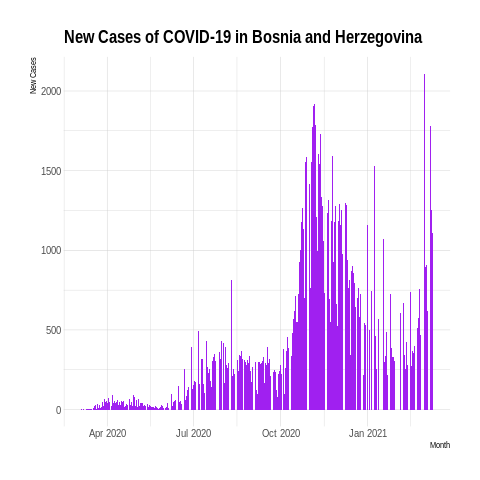 New Cases of COVID-19 in Bosnia and Herzegovina
New Cases
2000
1500
1000
500
0
Apr 2020
Jul 2020
Oct 2020
Jan 2021
Month